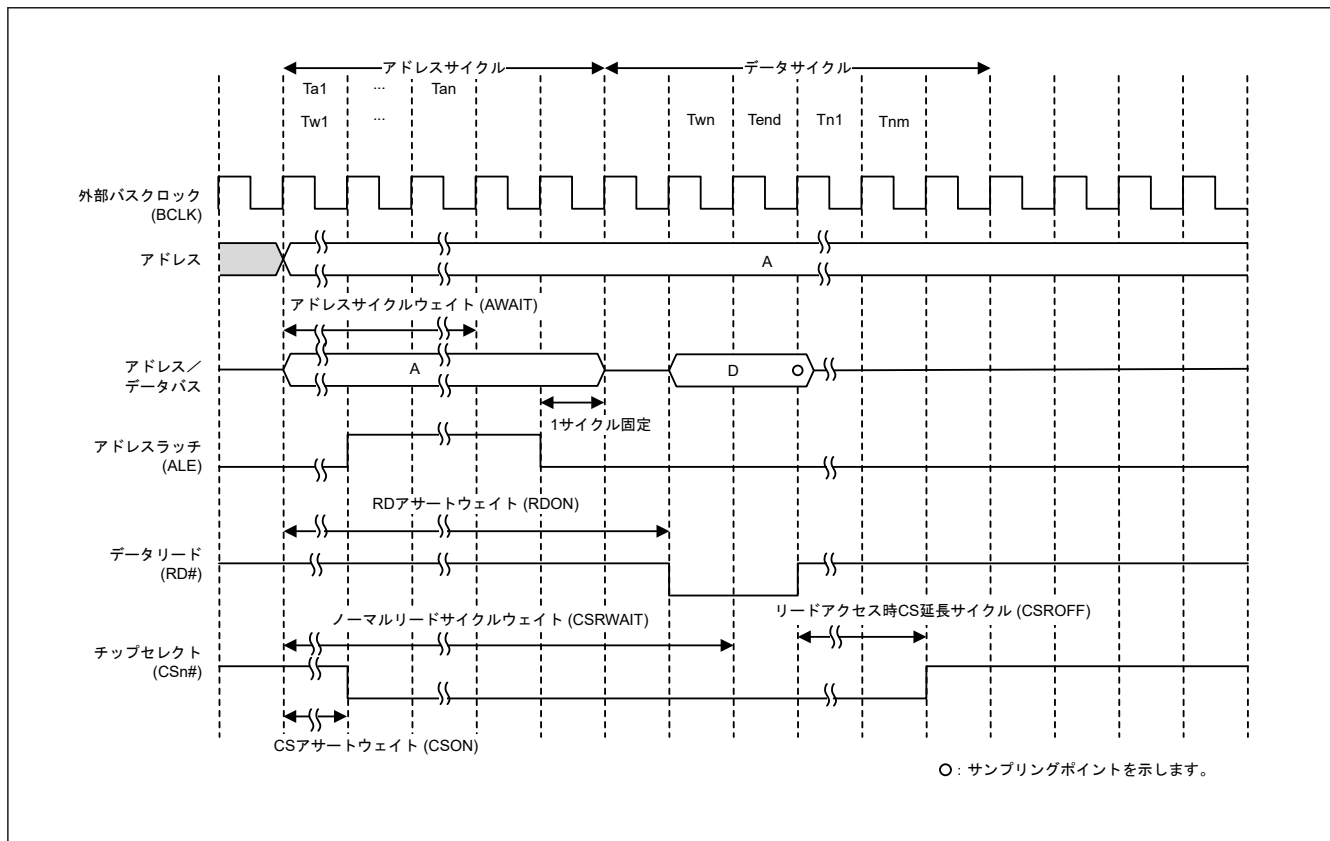 アドレスサイクル データサイクル
Ta1 ... Tan
Tw1 ... Twn Tend Tn1 Tnm
外部バスクロック
(BCLK)
アドレス A
アドレスサイクルウェイト (AWAIT)
アドレス／
データバス
A D
1サイクル固定
アドレスラッチ
(ALE)
RDアサートウェイト (RDON)
データリード
(RD#)
ノーマルリードサイクルウェイト (CSRWAIT) リードアクセス時CS延長サイクル (CSROFF)
チップセレクト
(CSn#)
CSアサートウェイト (CSON)
O : サンプリングポイントを示します。